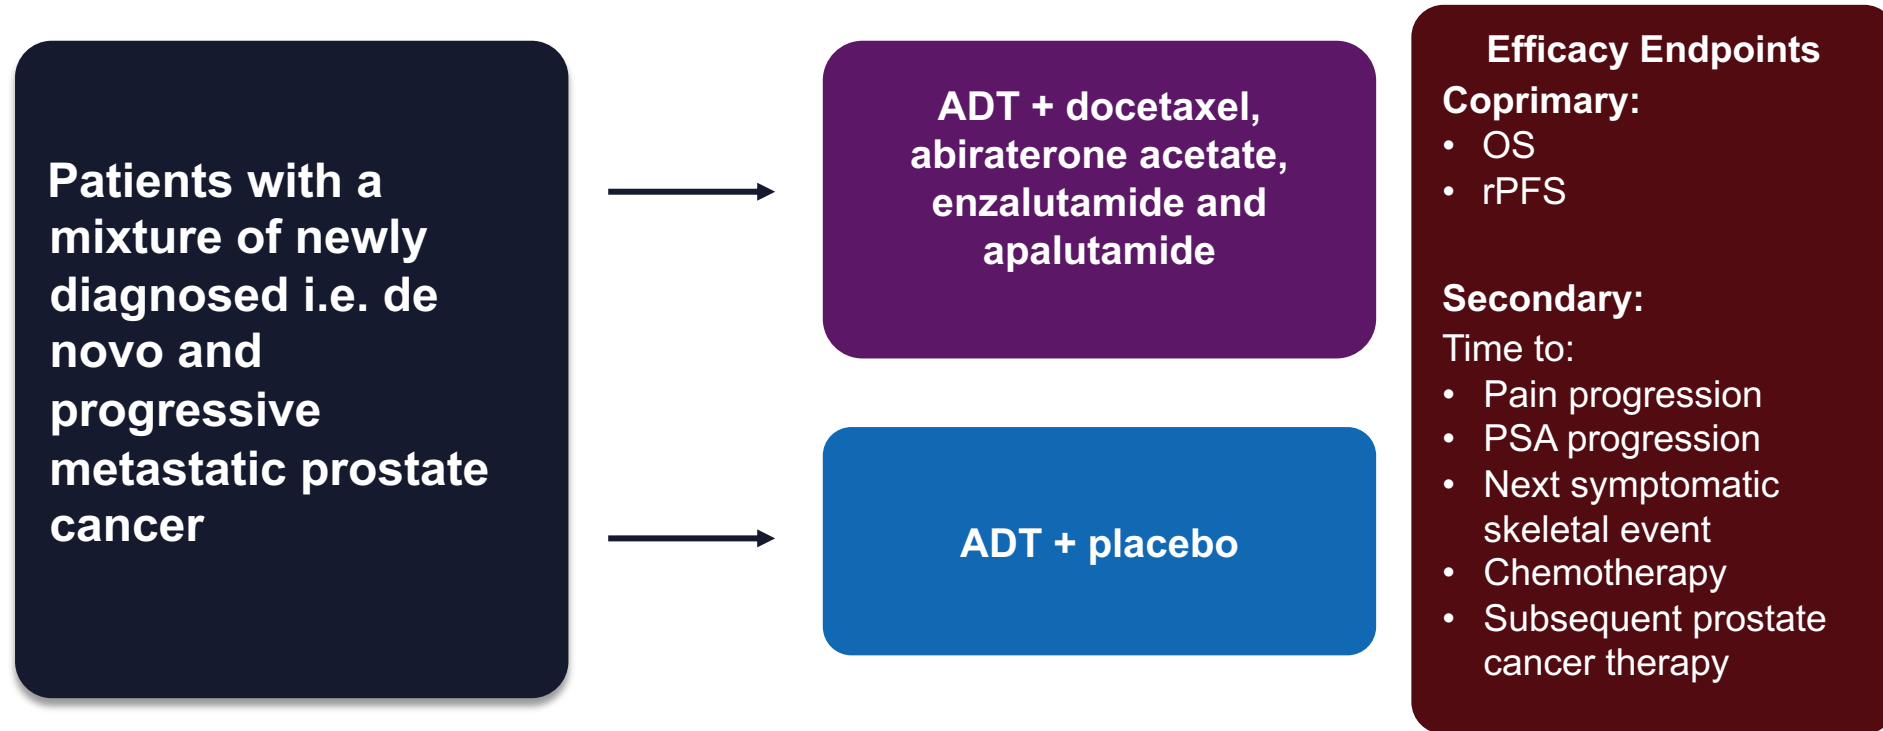 Patients with a
mixture of newly
diagnosed i.e. de
novo and
progressive
metastatic prostate
cancer
ADT + docetaxel,
abiraterone acetate,
enzalutamide and
apalutamide
ADT + placebo
Efficacy Endpoints
Coprimary:
• OS
• rPFS
Secondary:
Time to:
• Pain progression
• PSA progression
• Next symptomatic
skeletal event
• Chemotherapy
• Subsequent prostate
cancer therapy